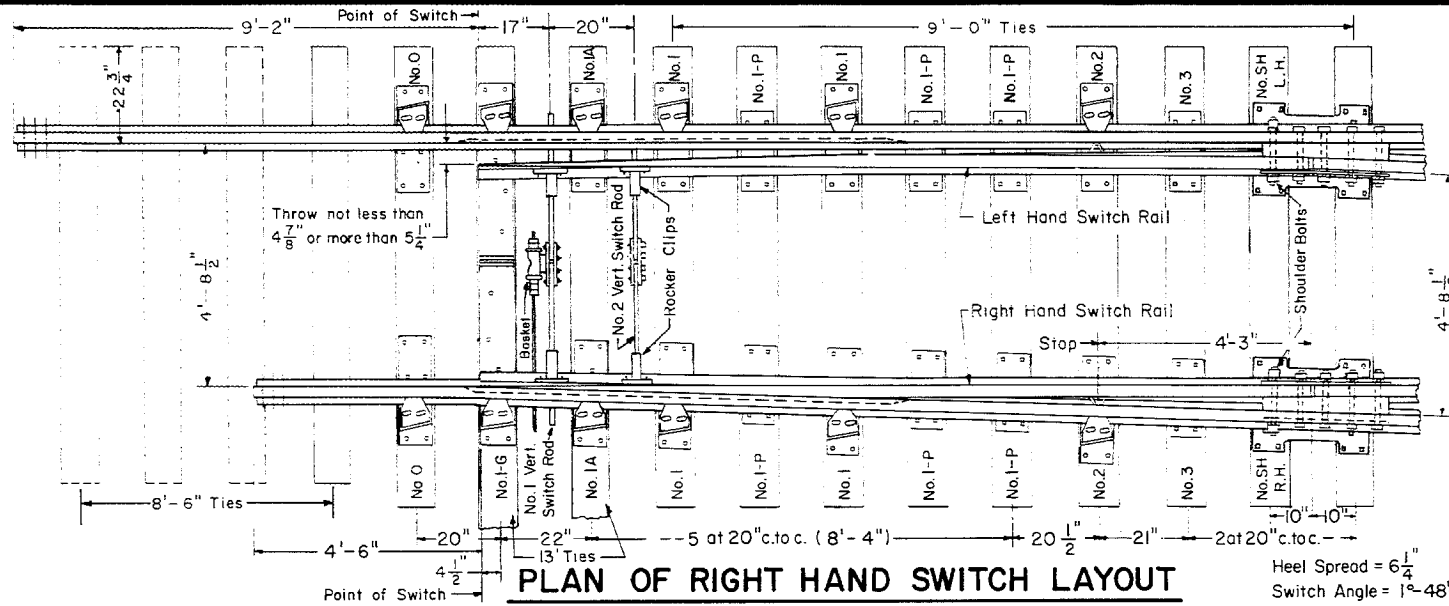 Point of Switch
9'-2"
17"
20"
9'-0" Ties
22 3/4"
No.0
No.1A
No.1
No.1-P
No.1
No.1-P
No.1-P
No.2
No.3
No.SH
L.H.
Throw not less than
4 7/8" or more than 5 1/4"
Left Hand Switch Rail
4'-8 1/2"
Basket
No.2 Vert. Switch Rod
Rocker Clips
Right Hand Switch Rail
Shoulder Bolts
4'-8 1/2"
Stop
4'-3"
No.0
No.1-G
No.1 Vert.
Switch Rod
No.1A
No.1
No.1-P
No.1
No.1-P
No.1-P
No.2
No.3
No.SH
R.H.
8'-6" Ties
10"
10"
20"
22"
5 at 20"c.to c. (8'-4")
20 1/2"
21"
2at 20"c.to c.
4'-6"
13' Ties
4 1/2"
Point of Switch
PLAN OF RIGHT HAND SWITCH LAYOUT
Heel Spread = 6 1/4"
Switch Angle = 1°-48'